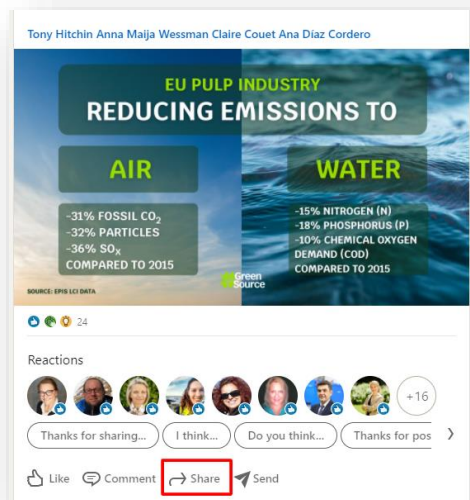 Tony Hitchin Anna Maija Wessman Claire Couet Ana Díaz Cordero
EU PULP INDUSTRY
REDUCING EMISSIONS TO
AIR
-31% FOSSIL CO₂
-32% PARTICLES
-36% SOₓ
COMPARED TO 2015
WATER
-15% NITROGEN (N)
-18% PHOSPHORUS (P)
-10% CHEMICAL OXYGEN
DEMAND (COD)
COMPARED TO 2015
Green
Source
SOURCE: EPIS LCI DATA
24
Reactions
+16
Thanks for sharing... I think... Do you think... Thanks for pos
Like Comment Share Send